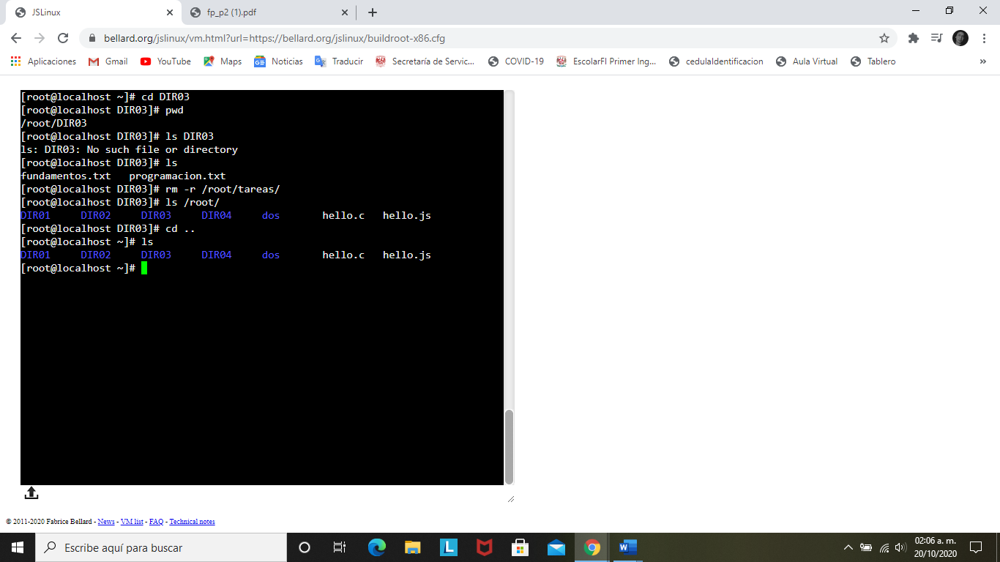 JSLinux
fp_p2 (1).pdf
bellard.org/jslinux/vm.html?url=https://bellard.org/jslinux/buildroot-x86.cfg
Aplicaciones
Gmail
YouTube
Maps
Noticias
Traducir
Secretaría de Servic...
COVID-19
EscolarFI Primer Ing...
cedulaIdentificacion
Aula Virtual
Tablero
»
[root@localhost ~]# cd DIR03
[root@localhost DIR03]# pwd
/root/DIR03
[root@localhost DIR03]# ls DIR03
ls: DIR03: No such file or directory
[root@localhost DIR03]# ls
fundamentos.txt   programacion.txt
[root@localhost DIR03]# rm -r /root/tareas/
[root@localhost DIR03]# ls /root/
DIR01     DIR02     DIR03     DIR04     dos       hello.c   hello.js
[root@localhost DIR03]# cd ..
[root@localhost ~]# ls
DIR01     DIR02     DIR03     DIR04     dos       hello.c   hello.js
[root@localhost ~]#
© 2011-2020 Fabrice Bellard - News - VM list - FAQ - Technical notes
Escribe aquí para buscar
L
W
02:06 a. m.
20/10/2020